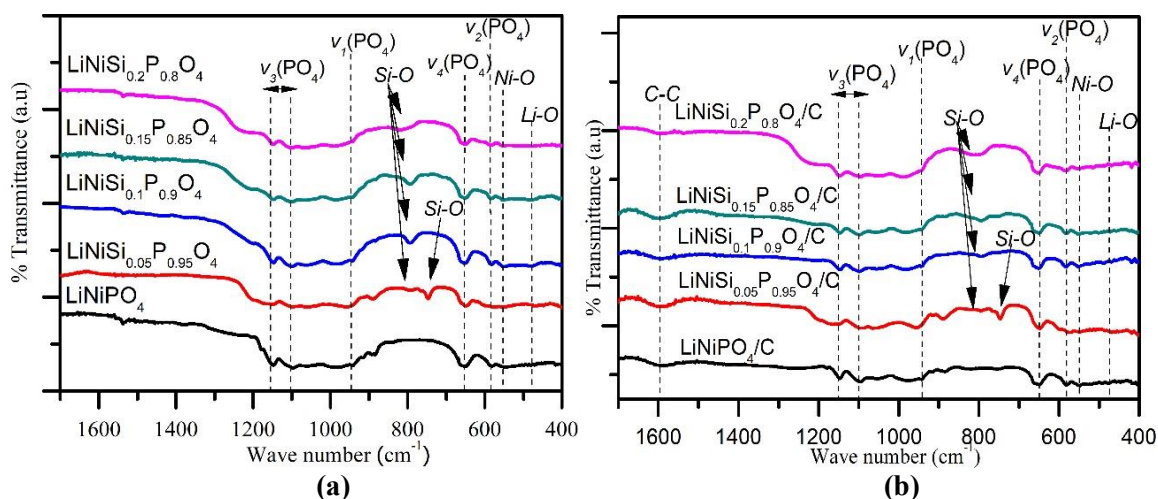 ν₂(PO₄)
ν₁(PO₄)
LiNiSi₀.₂P₀.₈O₄
ν₃(PO₄)
Si-O
ν₄(PO₄)
Ni-O
Li-O
LiNiSi₀.₁₅P₀.₈₅O₄
LiNiSi₀.₁P₀.₉O₄
Si-O
LiNiSi₀.₀₅P₀.₉₅O₄
LiNiPO₄
% Transmittance (a.u)
1600 1400 1200 1000 800 600 400
Wave number (cm⁻¹)
(a)
ν₂(PO₄)
ν₁(PO₄)
ν₃(PO₄)
ν₄(PO₄)
Ni-O
C-C
LiNiSi₀.₂P₀.₈O₄/C
Si-O
Li-O
LiNiSi₀.₁₅P₀.₈₅O₄/C
LiNiSi₀.₁P₀.₉O₄/C
Si-O
LiNiSi₀.₀₅P₀.₉₅O₄/C
LiNiPO₄/C
% Transmittance (a.u)
1600 1400 1200 1000 800 600 400
Wave number (cm⁻¹)
(b)